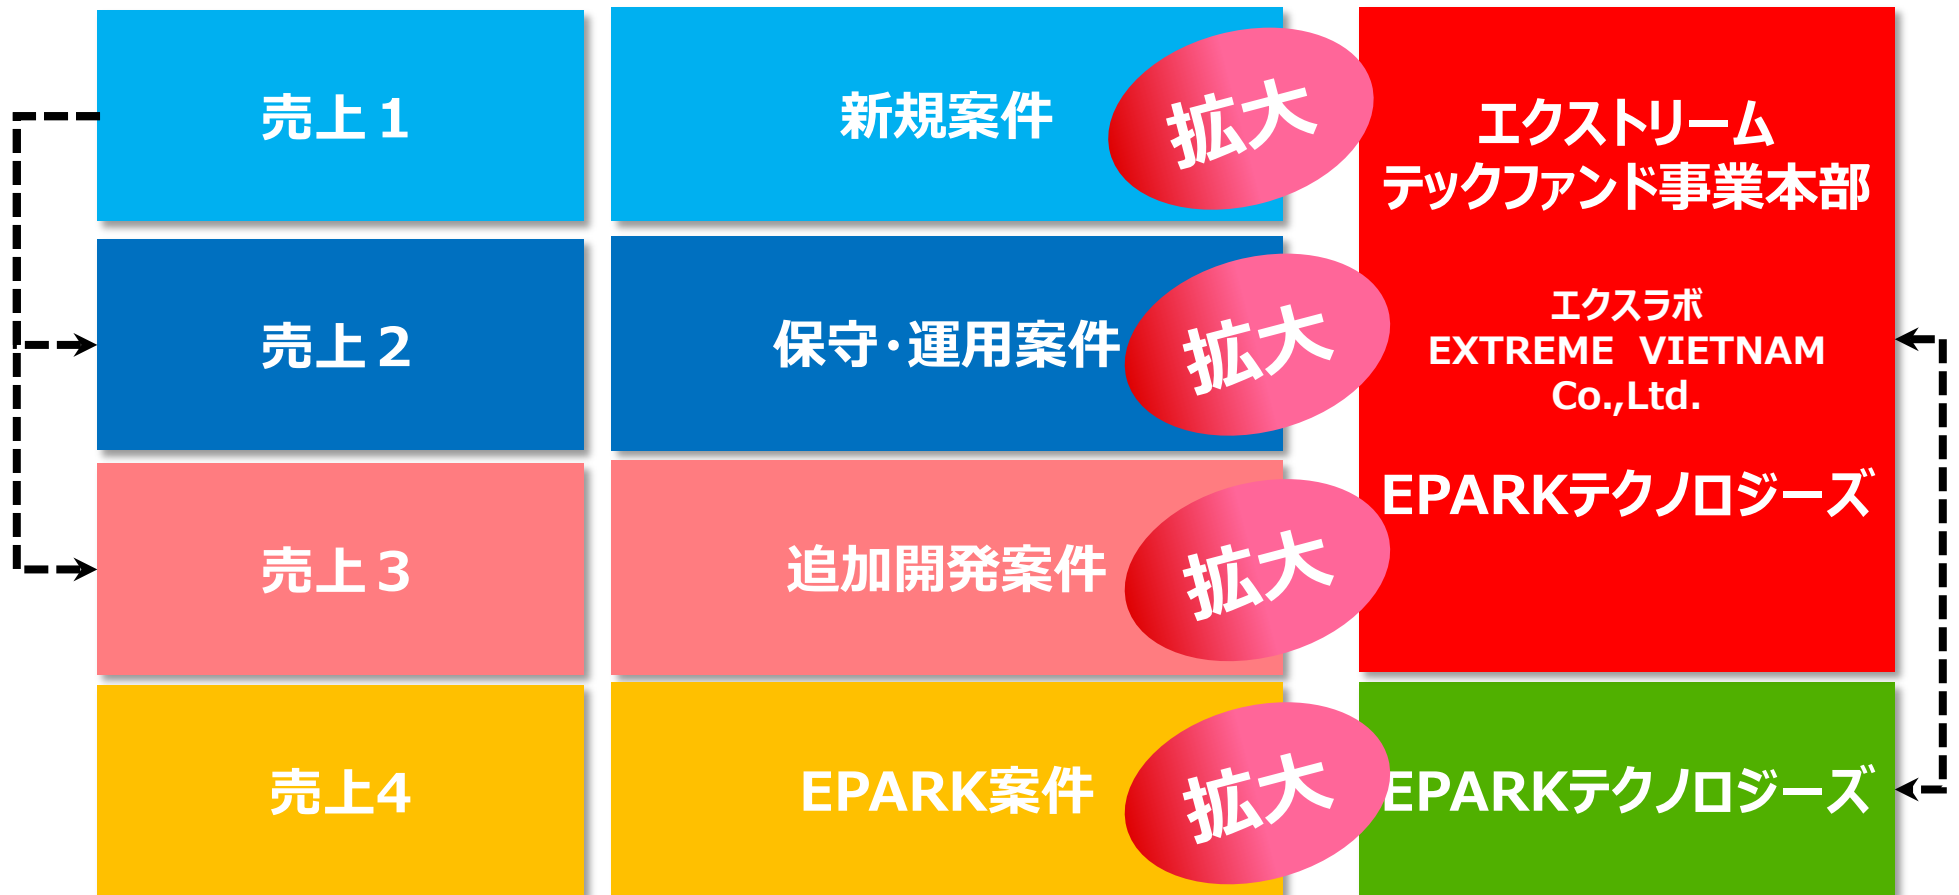 売上１
新規案件
拡大
エクストリーム
テックファンド事業本部
エクスラボ
EXTREME VIETNAM
Co.,Ltd.
EPARKテクノロジーズ
売上２
保守・運用案件
拡大
売上３
追加開発案件
拡大
売上4
EPARK案件
拡大
EPARKテクノロジーズ